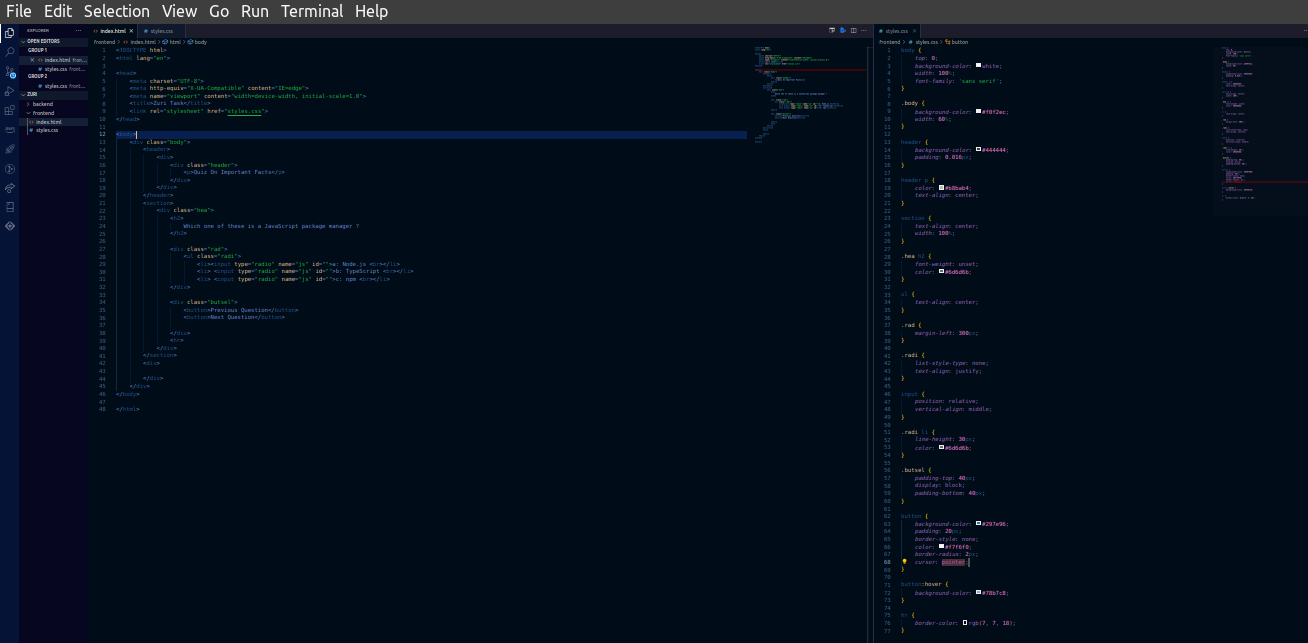 File Edit Selection View Go Run Terminal Help
EXPLORER
OPEN EDITORS
GROUP 1
index.html front...
styles.css front...
GROUP 2
styles.css front...
ZURI
backend
frontend
index.html
styles.css
index.html
styles.css
frontend > index.html > html > body
1 <!DOCTYPE html>
2 <html lang="en">
3
4 <head>
5 <meta charset="UTF-8">
6 <meta http-equiv="X-UA-Compatible" content="IE=edge">
7 <meta name="viewport" content="width=device-width, initial-scale=1.0">
8 <title>Zuri Task</title>
9 <link rel="stylesheet" href="styles.css">
10 </head>
11
12 <body>
13 <div class="body">
14 <header>
15 <div>
16 <div class="header">
17 <p>Quiz On Important Facts</p>
18 </div>
19 </div>
20 </header>
21 <section>
22 <div class="hea">
23 <h2>
24 Which one of these is a JavaScript package manager ?
25 </h2>
26
27 <div class="rad">
28 <ul class="radi">
29 <li><input type="radio" name="js" id="">a: Node.js <br></li>
30 <li> <input type="radio" name="js" id="">b: TypeScript <br></li>
31 <li> <input type="radio" name="js" id="">c: npm <br></li>
32 </div>
33
34 <div class="butsel">
35 <button>Previous Question</button>
36 <button>Next Question</button>
37
38 </div>
39 <hr>
40 </div>
41 </section>
42 <div>
43
44 </div>
45 </div>
46 </body>
47
48 </html>
styles.css
frontend > styles.css > button
1 body {
2 top: 0;
3 background-color: white;
4 width: 100%;
5 font-family: 'sans serif';
6 }
7
8 .body {
9 background-color: #f0f2ec;
10 width: 60%;
11 }
12
13 header {
14 background-color: #444444;
15 padding: 0.016px;
16 }
17
18 header p {
19 color: #b8bab4;
20 text-align: center;
21 }
22
23 section {
24 text-align: center;
25 width: 100%;
26 }
28
29 .hea h2 {
29 font-weight: unset;
30 color: #6d6d6b;
31 }
32
33 ul {
34 text-align: center;
35 }
36
37 .rad {
38 margin-left: 300px;
39 }
40
41 .radi {
42 list-style-type: none;
43 text-align: justify;
44 }
45
46 input {
47 position: relative;
48 vertical-align: middle;
49 }
50
51 .radi li {
52 line-height: 30px;
53 color: #6d6d6b;
54 }
55
56 .butsel {
57 padding-top: 40px;
58 display: block;
59 padding-bottom: 40px;
60 }
61
62 button {
63 background-color: #297e96;
64 padding: 20px;
65 border-style: none;
66 color: #f7f6f0;
67 border-radius: 2px;
68 cursor: pointer;
69 }
70
71 button:hover {
72 background-color: #78b7c8;
73 }
74
75 hr {
76 border-color: rgb(7, 7, 18);
77 }